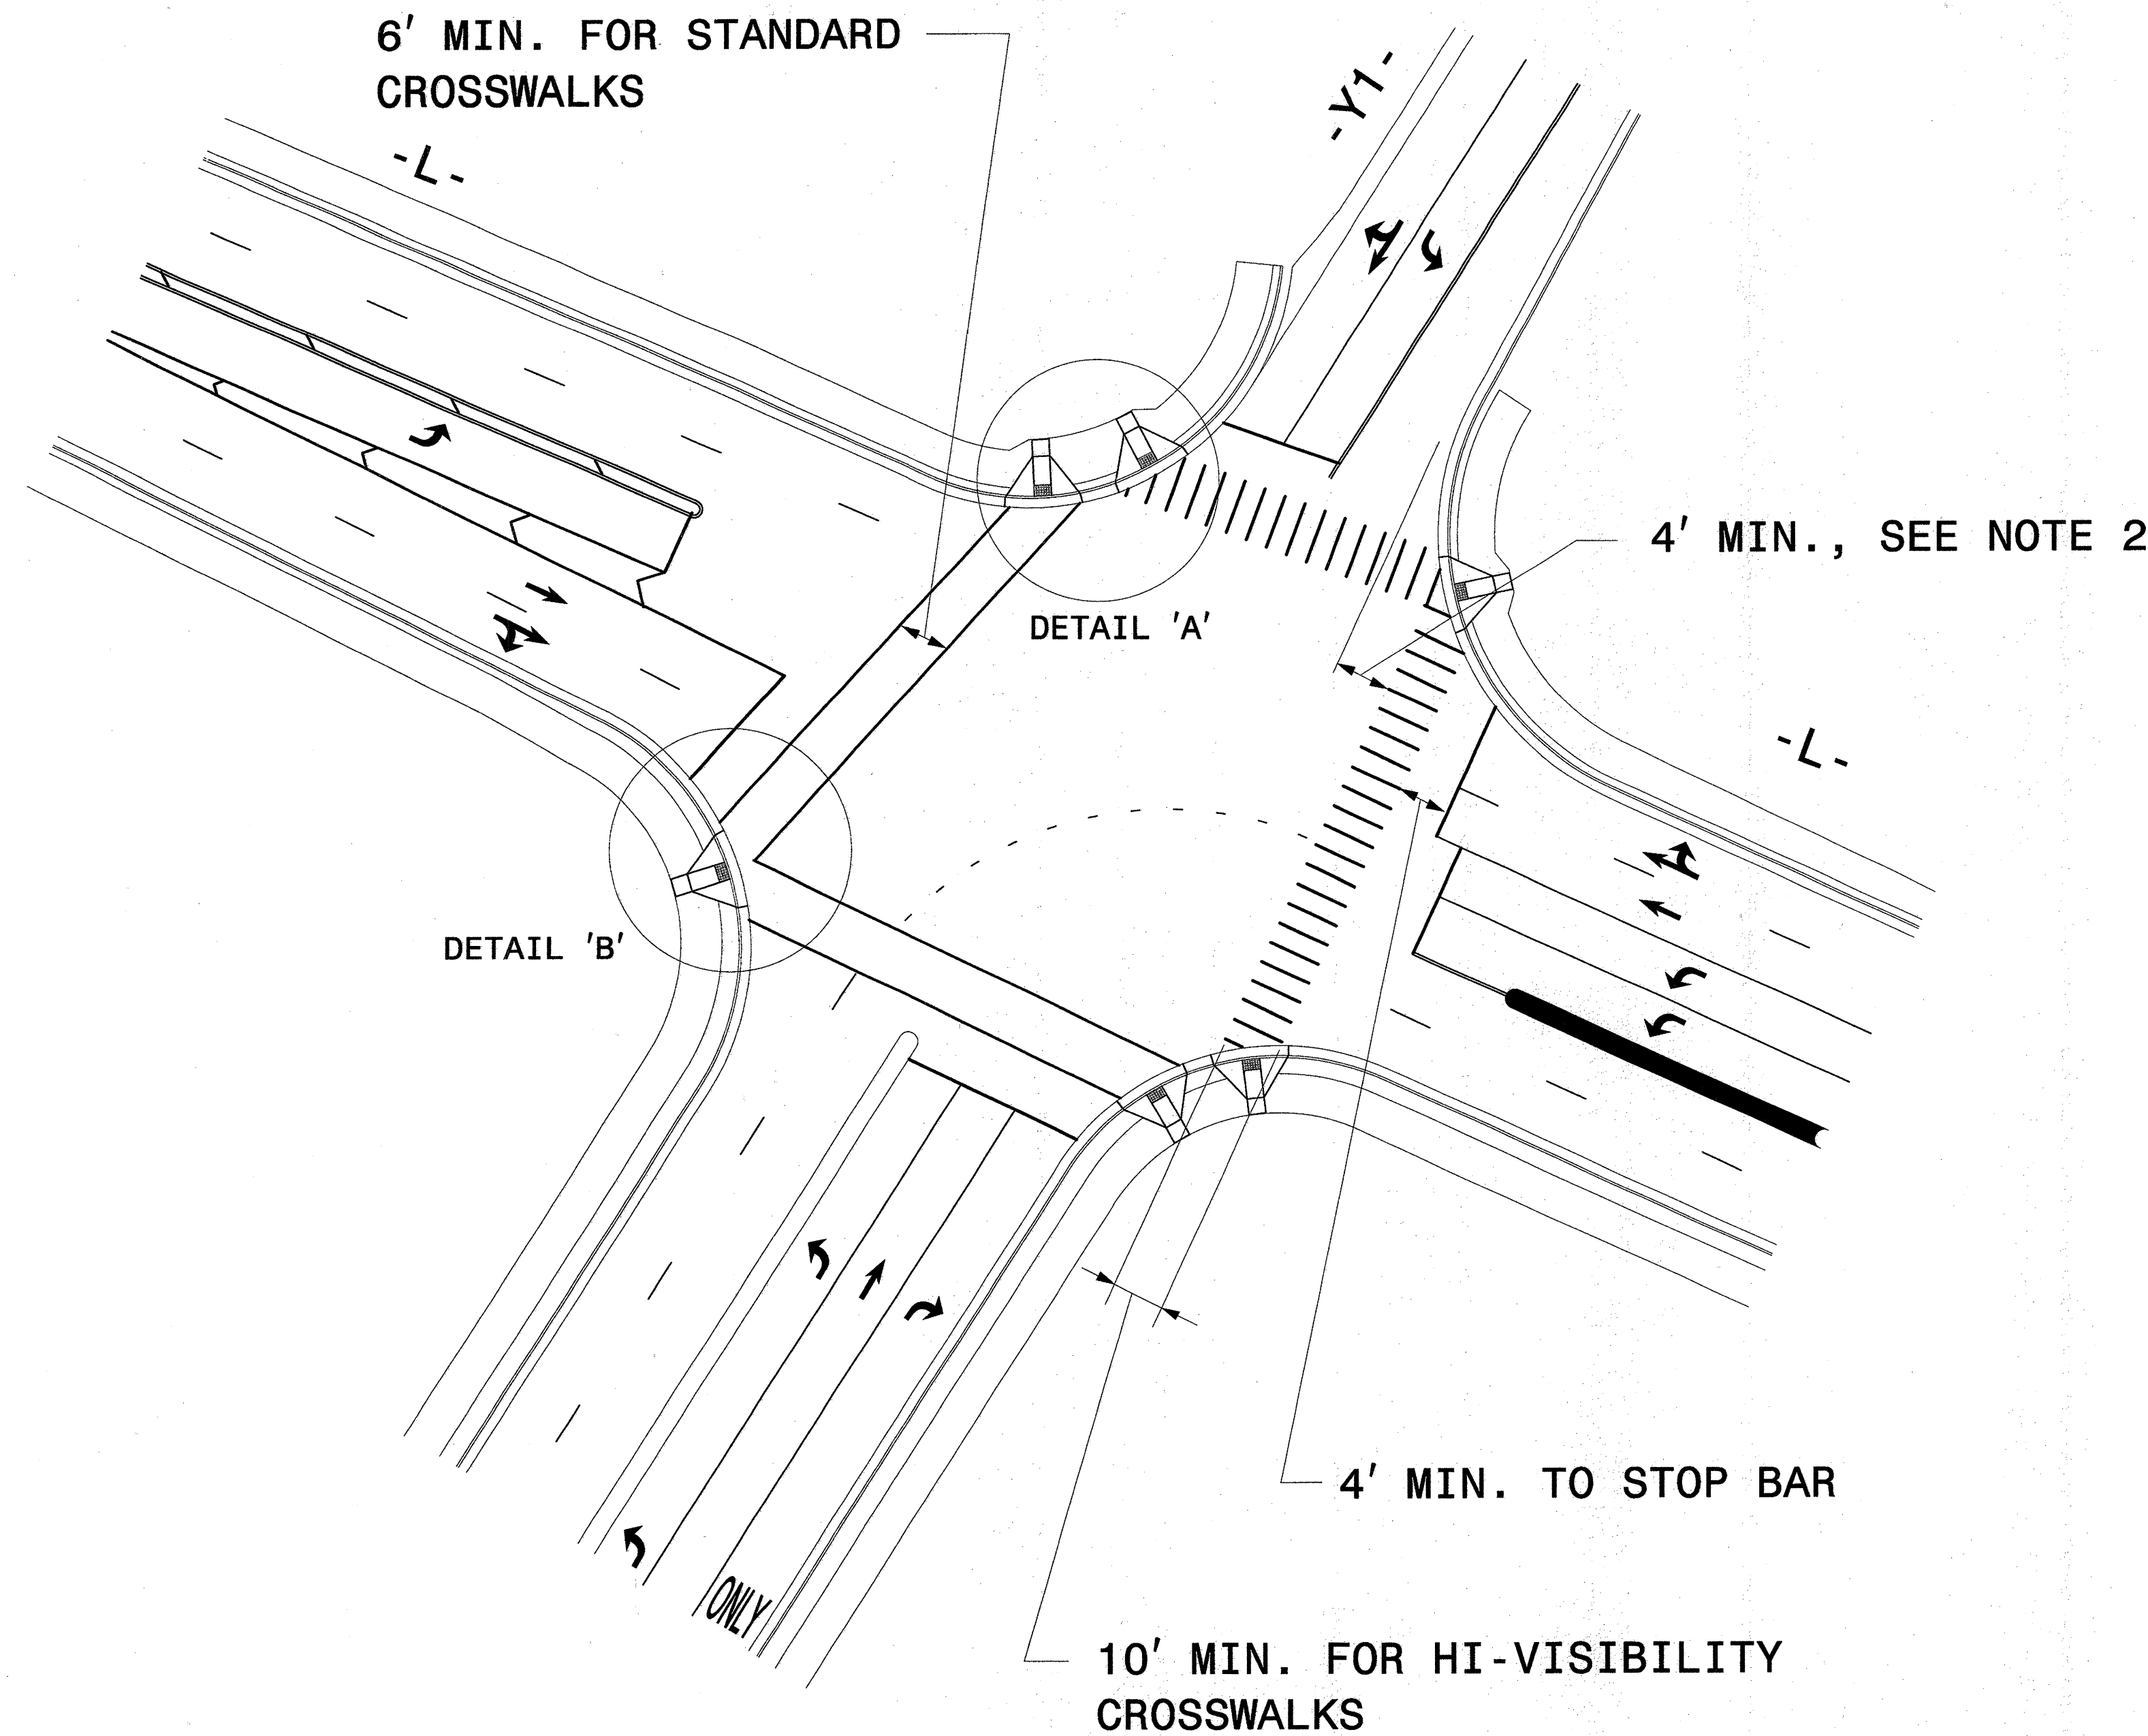 6' MIN. FOR STANDARD
CROSSWALKS
-Y1-
-L-
4' MIN., SEE NOTE 2
DETAIL 'A'
-L-
DETAIL 'B'
4' MIN. TO STOP BAR
ONLY
10' MIN. FOR HI-VISIBILITY
CROSSWALKS